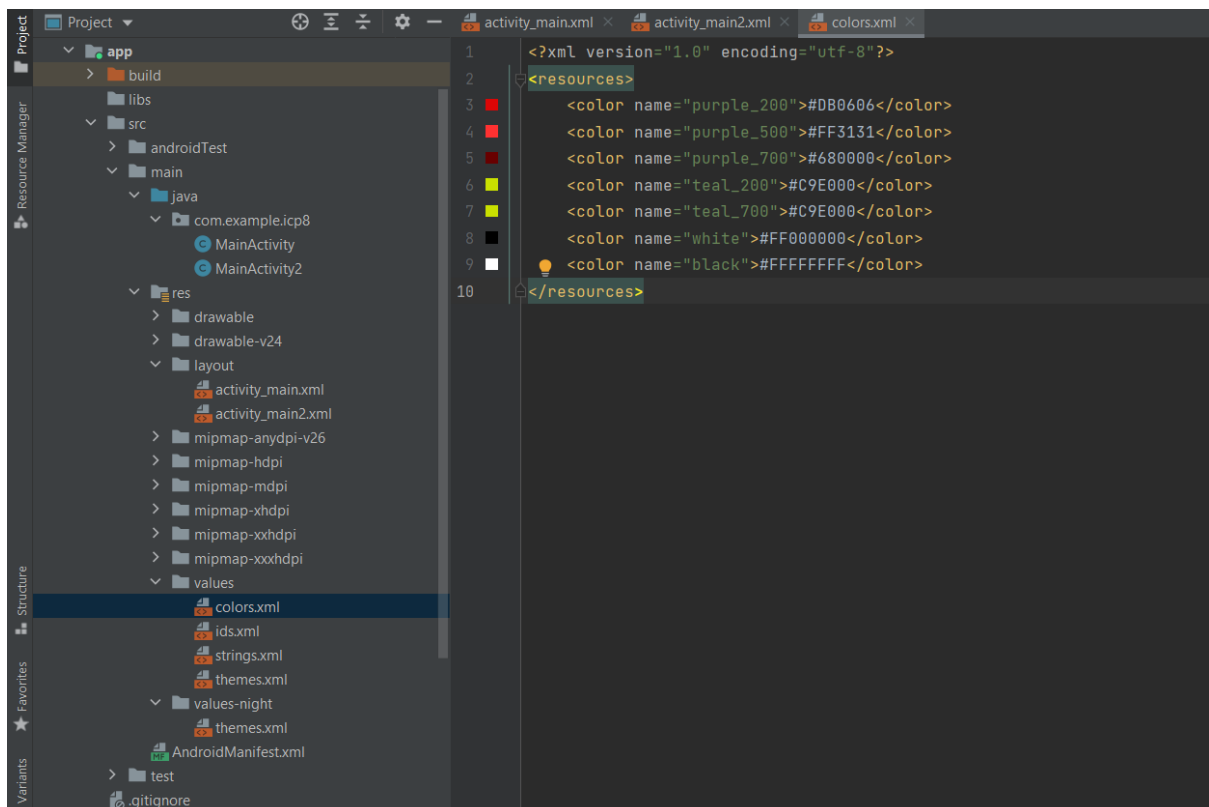 Project
Resource Manager
Structure
Favorites
Variants
Project
app
build
libs
src
androidTest
main
java
com.example.icp8
MainActivity
MainActivity2
res
drawable
drawable-v24
layout
activity_main.xml
activity_main2.xml
mipmap-anydpi-v26
mipmap-hdpi
mipmap-mdpi
mipmap-xhdpi
mipmap-xxhdpi
mipmap-xxxhdpi
values
colors.xml
ids.xml
strings.xml
themes.xml
values-night
themes.xml
AndroidManifest.xml
test
.gitignore
activity_main.xml activity_main2.xml colors.xml
1 <?xml version="1.0" encoding="utf-8"?>
2 <resources>
3 <color name="purple_200">#DB0606</color>
4 <color name="purple_500">#FF3131</color>
5 <color name="purple_700">#680000</color>
6 <color name="teal_200">#C9E000</color>
7 <color name="teal_700">#C9E000</color>
8 <color name="white">#FF000000</color>
9 <color name="black">#FFFFFFFF</color>
10 </resources>